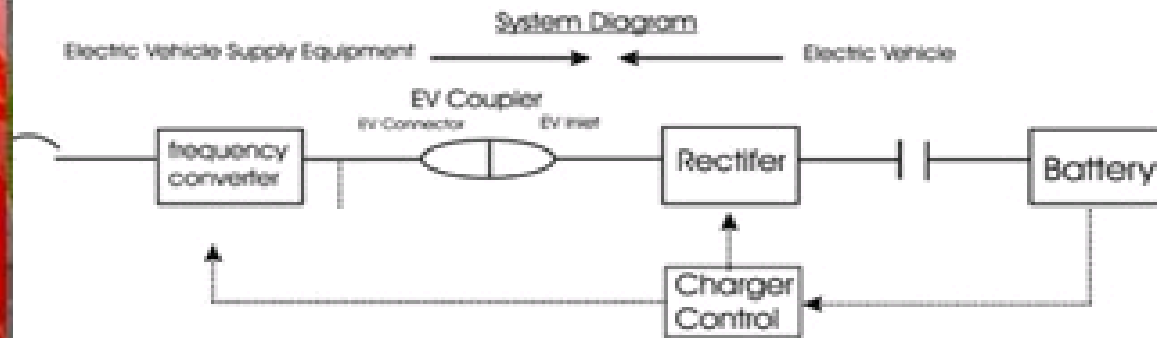 System Diagram
Electric Vehicle Supply Equipment
Electric Vehicle
EV Coupler
EV Connector
EV Inlet
frequency
converter
Rectifer
Battery
Charger
Control